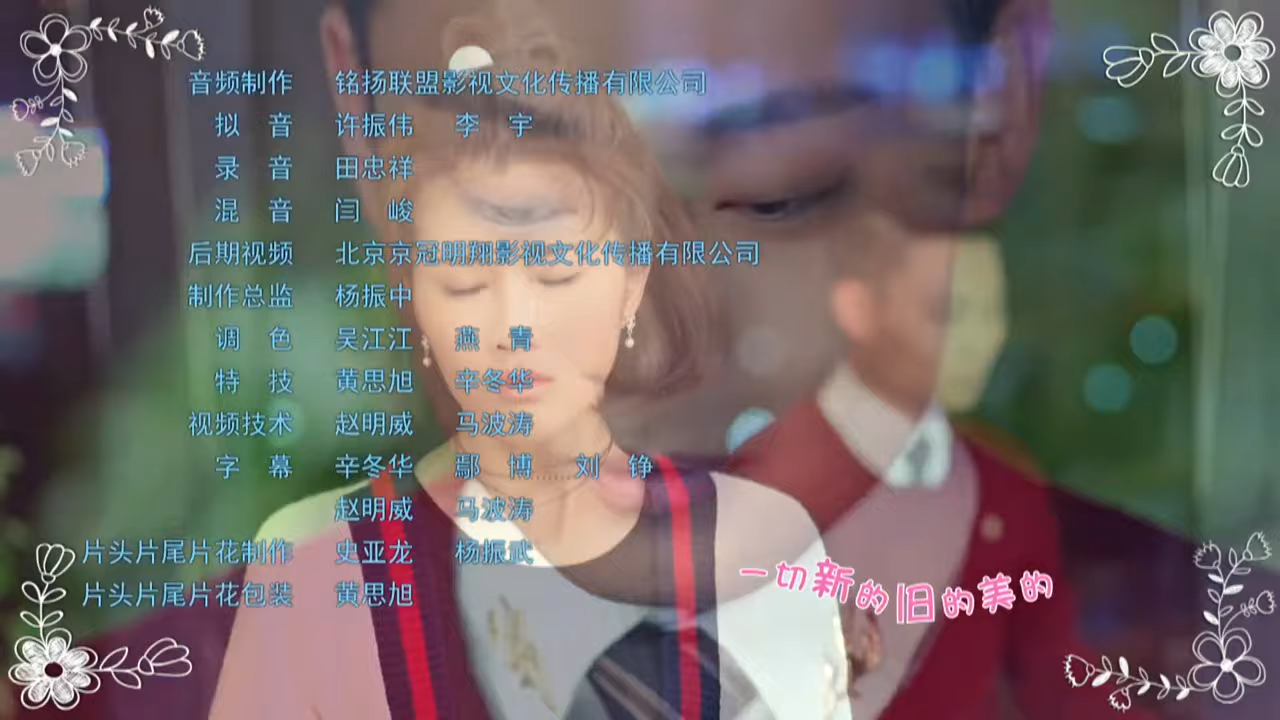 音频制作 铭扬联盟影视文化传播有限公司
拟 音 许振伟 李 宇
录 音 田忠祥
混 音 闫 峻
后期视频 北京京冠明翔影视文化传播有限公司
制作总监 杨振中
调 色 吴江江 燕 青
特 技 黄思旭 辛冬华
视频技术 赵明威 马波涛
字 幕 辛冬华 鄢 博 刘 铮
赵明威 马波涛
片头片尾片花制作 史亚龙 杨振武
片头片尾片花包装 黄思旭
一切新的旧的美的